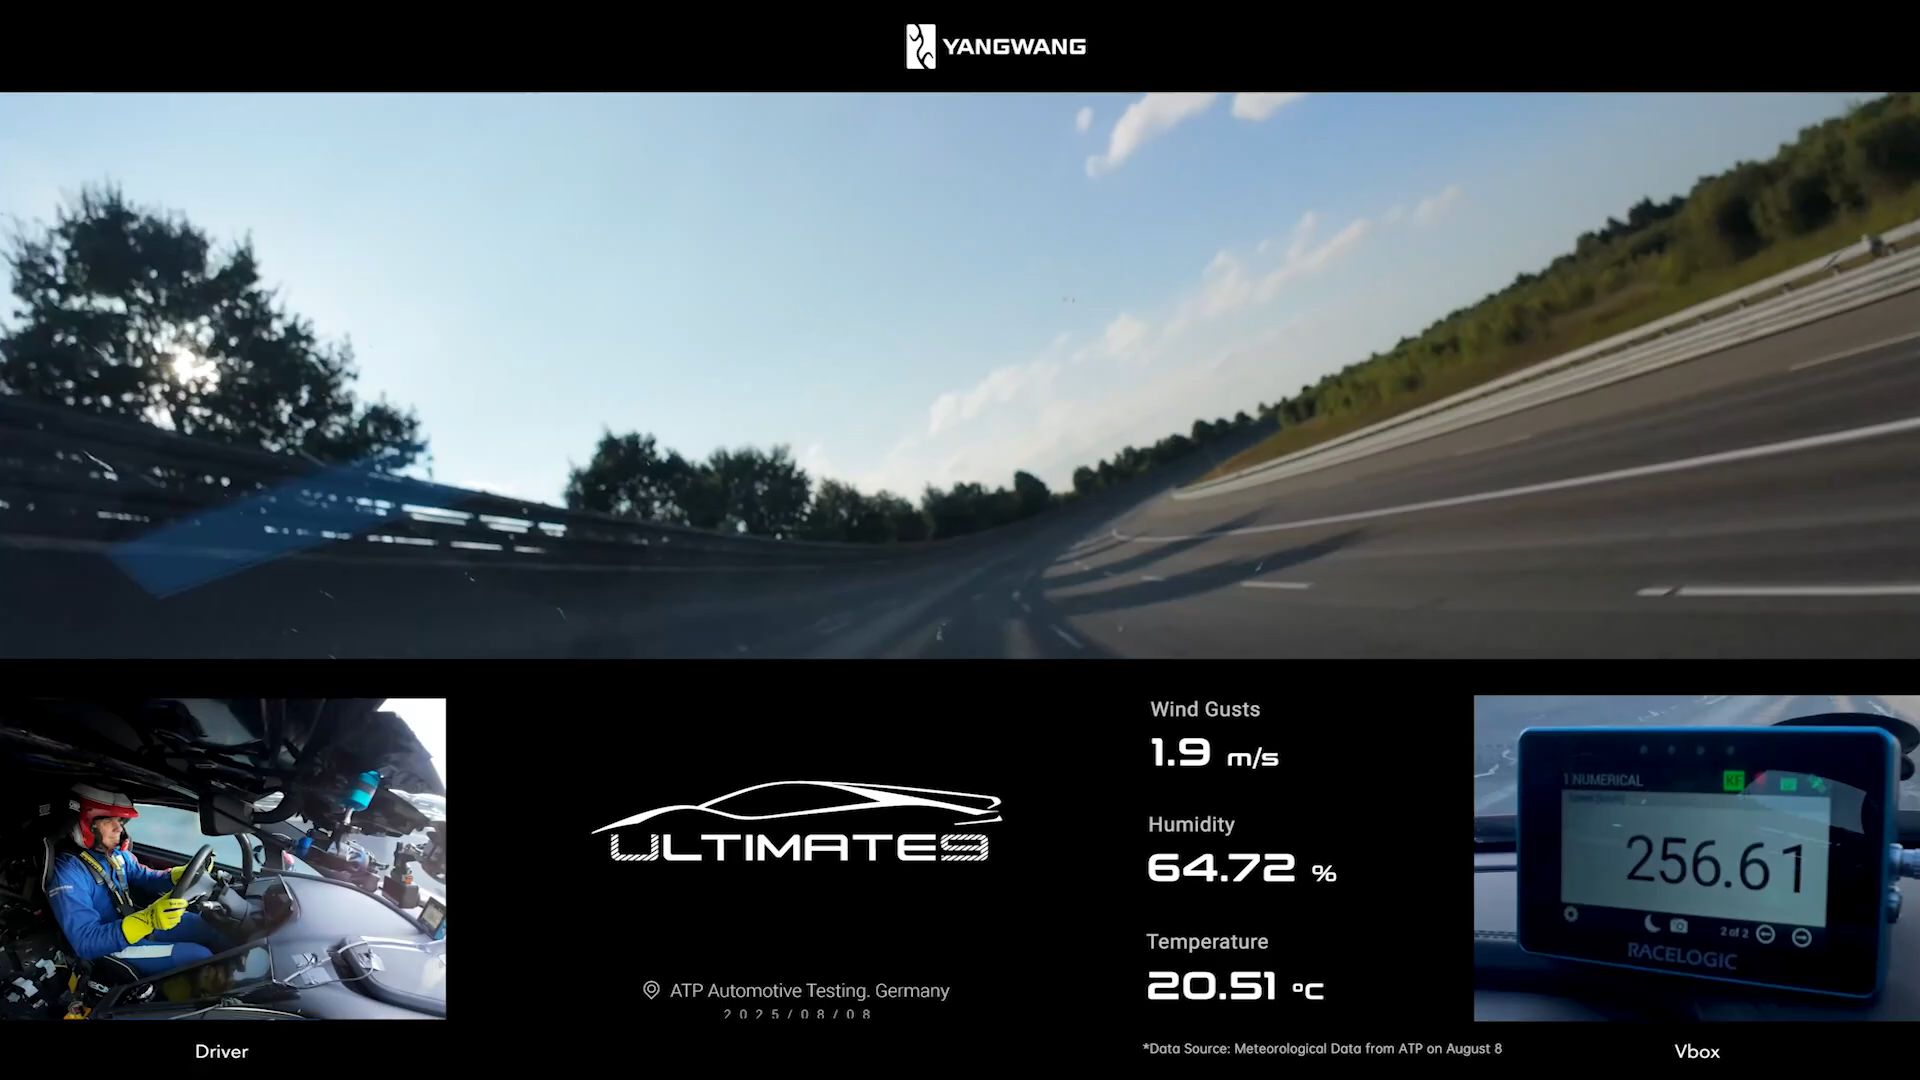 YANGWANG
Wind Gusts
1.9 m/s
Humidity
64.72 %
Temperature
20.51 °C
*Data Source: Meteorological Data from ATP on August 8
ULTIMATE9
ATP Automotive Testing. Germany
2025/08/08
Driver
1 NUMERICAL
256.61
2 of 2
RACELOGIC
Vbox